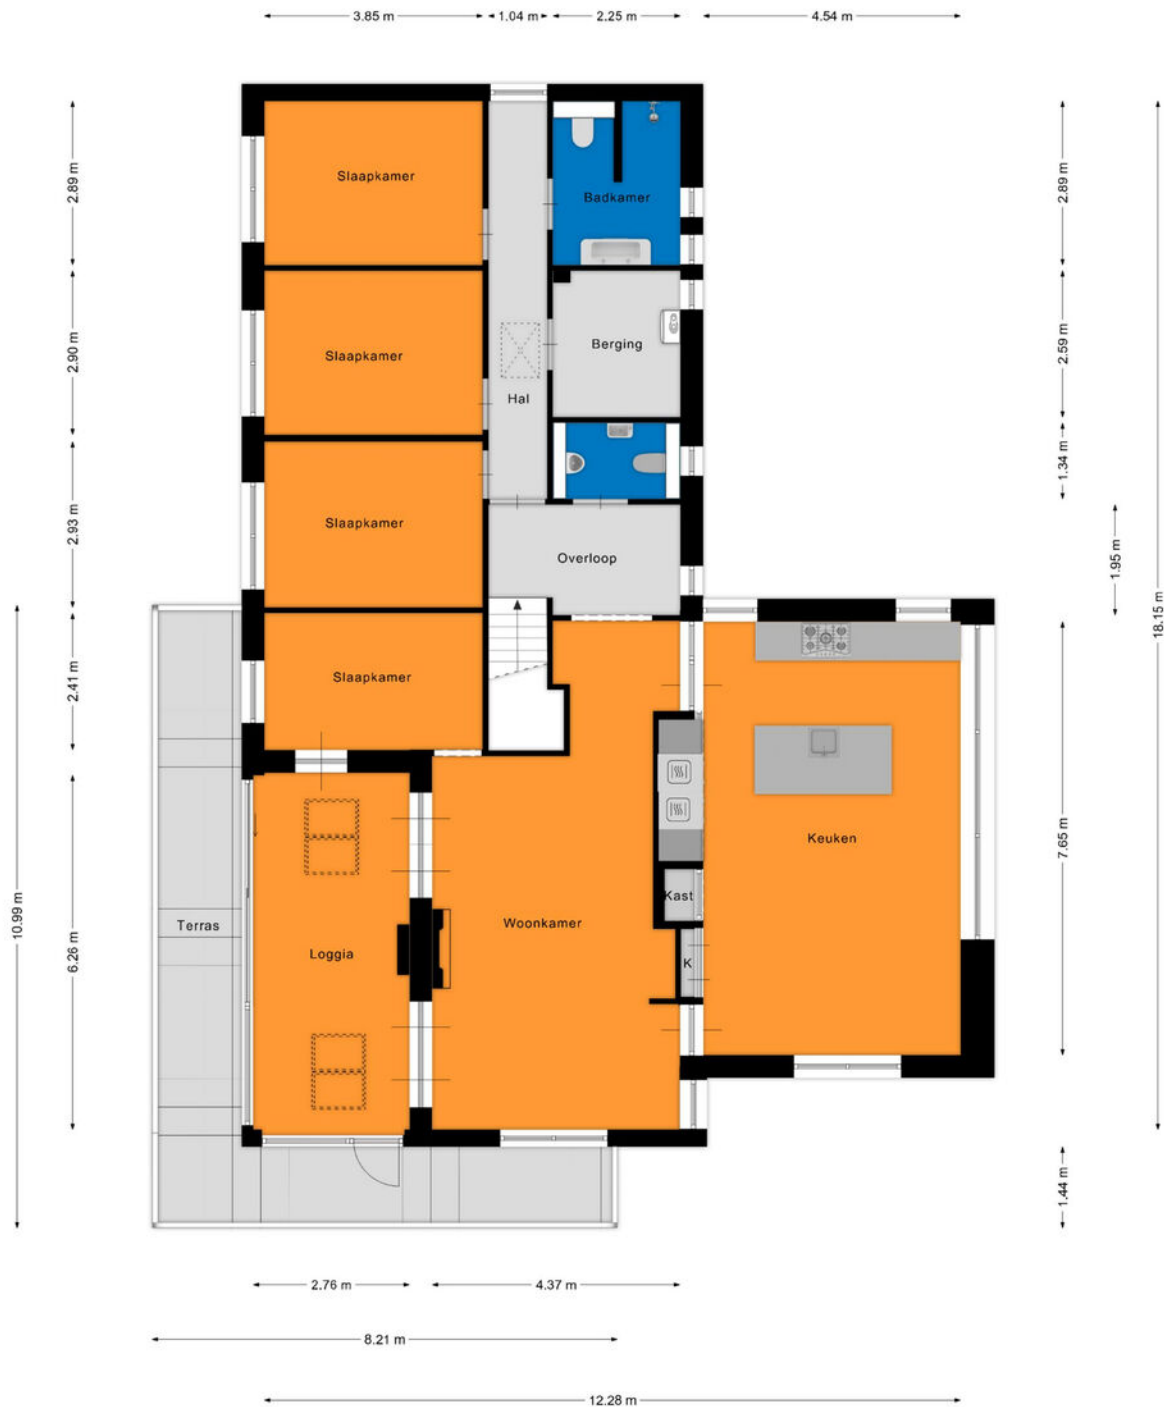 3.85 m
1.04 m
2.25 m
4.54 m
2.89 m
2.90 m
2.93 m
2.41 m
6.26 m
10.99 m
Slaapkamer
Badkamer
Slaapkamer
Berging
Hal
Slaapkamer
Overloop
Slaapkamer
Keuken
Kast
Woonkamer
Terras
Loggia
K
2.89 m
2.59 m
1.34 m
1.95 m
18.15 m
7.65 m
1.44 m
2.76 m
4.37 m
8.21 m
12.28 m